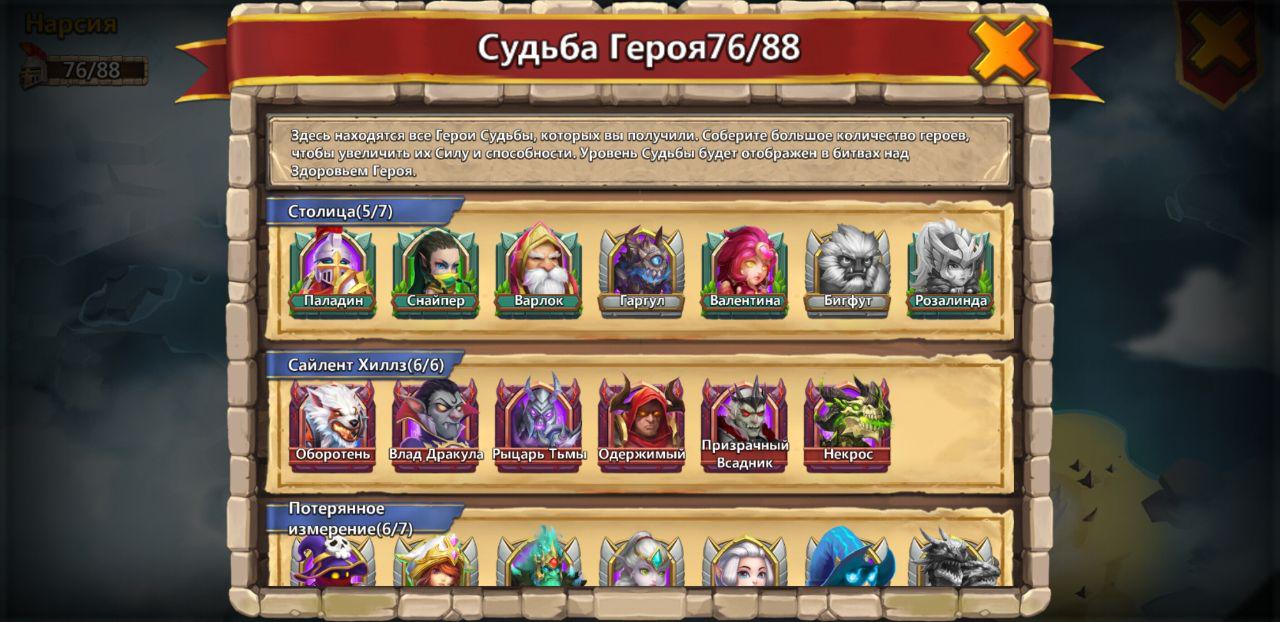 Нарсия
76/88
Судьба Героя76/88
Здесь находятся все Герои Судьбы, которых вы получили. Соберите большое количество героев,
чтобы увеличить их Силу и способности. Уровень Судьбы будет отображен в битвах над
Здоровьем Героя.
Столица(5/7)
Паладин Снайпер Варлок Гаргул Валентина Бигфут Розалинда
Сайлент Хиллз(6/6)
Оборотень Влад Дракула Рыцарь Тьмы Одержимый Призрачный Всадник Некрос
Потерянное
измерение(6/7)